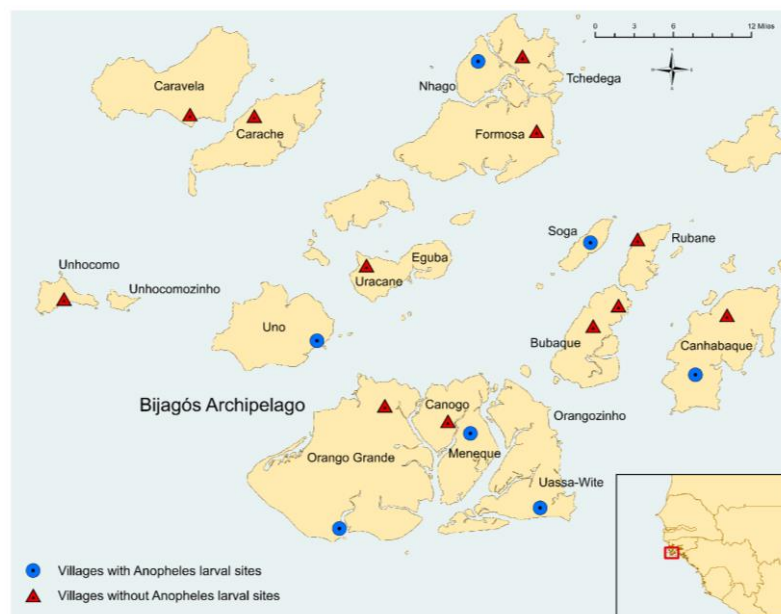 0 3 6 12 Miles
N
Caravela
Nhago
Tchedega
Carache
Formosa
Soga
Rubane
Eguba
Unhocomo
Uracane
Unhocomozinho
Uno
Bubaque
Canhabaque
Bijagós Archipelago
Canogo
Orangozinho
Orango Grande
Meneque
Uassa-Wite
Villages with Anopheles larval sites
Villages without Anopheles larval sites